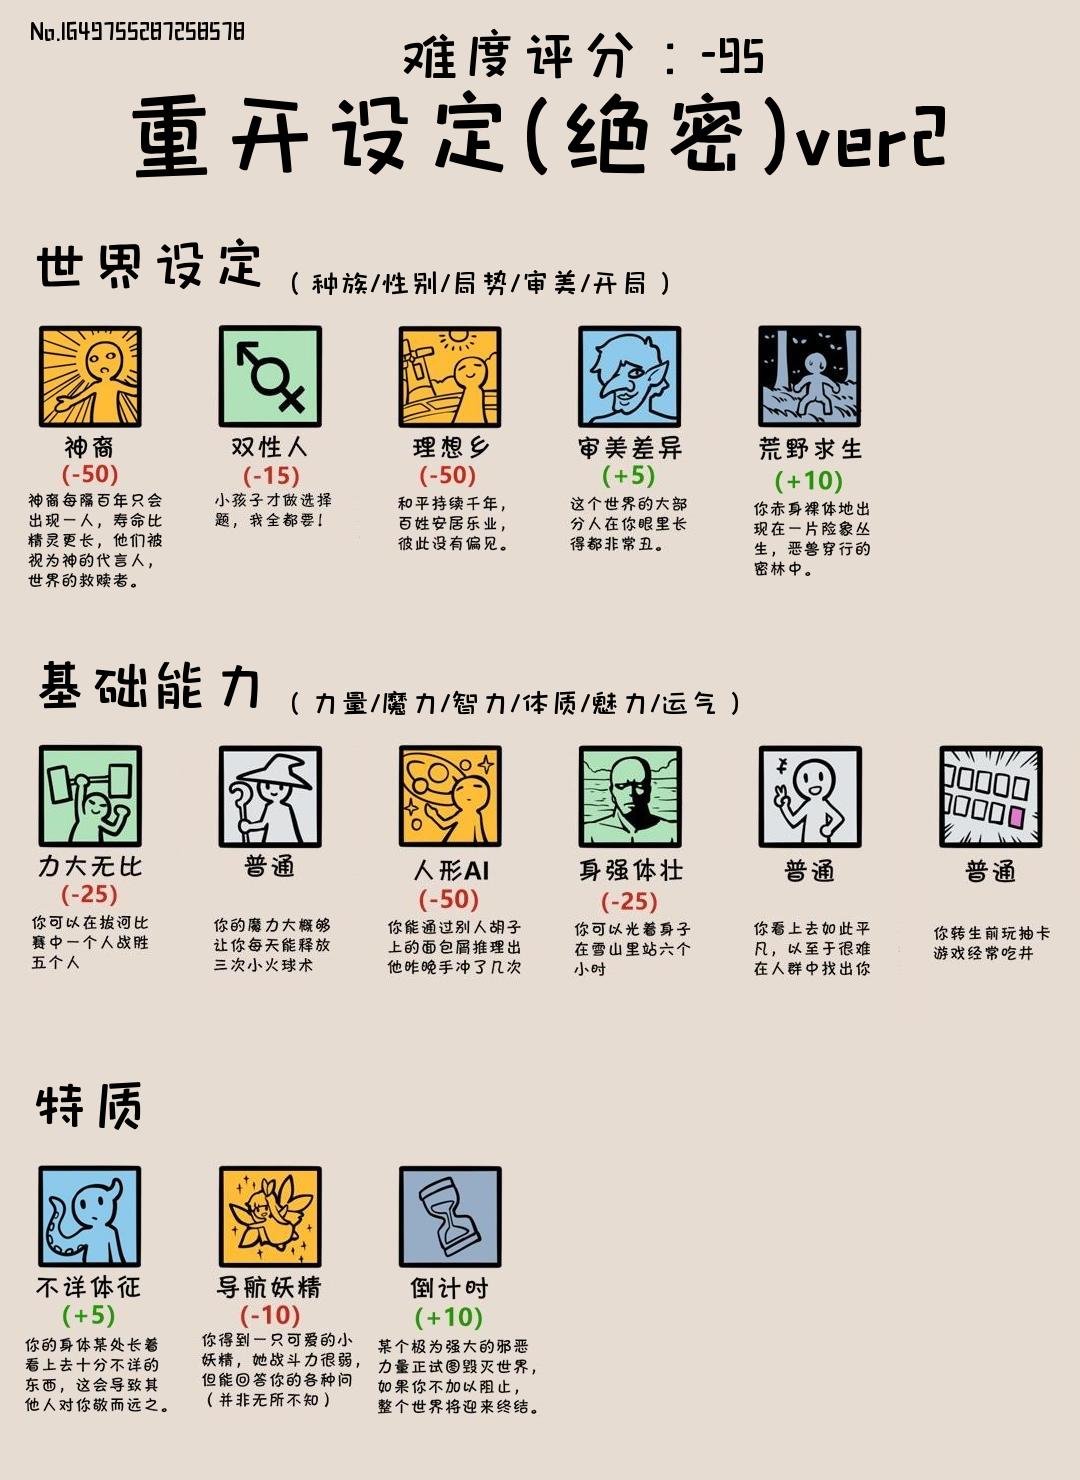 No.1649755287258578
难度评分：-95
重开设定(绝密)ver2
世界设定（种族/性别/局势/审美/开局）
神裔
(-50)
神裔每隔百年只会
出现一人，寿命比
精灵更长，他们被
视为神的代言人，
世界的救赎者。
双性人
(-15)
小孩子才做选择
题，我全都要！
理想乡
(-50)
和平持续千年，
百姓安居乐业，
彼此没有偏见。
审美差异
(+5)
这个世界的大部
分人在你眼里长
得都非常丑。
荒野求生
(+10)
你赤身裸体地出
现在一片险象丛
生，恶兽穿行的
密林中。
基础能力（力量/魔力/智力/体质/魅力/运气）
力大无比
(-25)
你可以在拔河比
赛中一个人战胜
五个人
普通
你的魔力大概够
让你每天能释放
三次小火球术
人形AI
(-50)
你能通过别人胡子
上的面包屑推理出
他昨晚手冲了几次
身强体壮
(-25)
你可以光着身子
在雪山里站六个
小时
普通
你看上去如此平
凡，以至于很难
在人群中找出你
普通
你转生前玩抽卡
游戏经常吃井
特质
不详体征
(+5)
你的身体某处长着
看上去十分不详的
东西，这会导致其
他人对你敬而远之。
导航妖精
(-10)
你得到一只可爱的小
妖精，她战斗力很弱，
但能回答你的各种问
（并非无所不知）
倒计时
(+10)
某个极为强大的邪恶
力量正试图毁灭世界，
如果你不加以阻止，
整个世界将迎来终结。